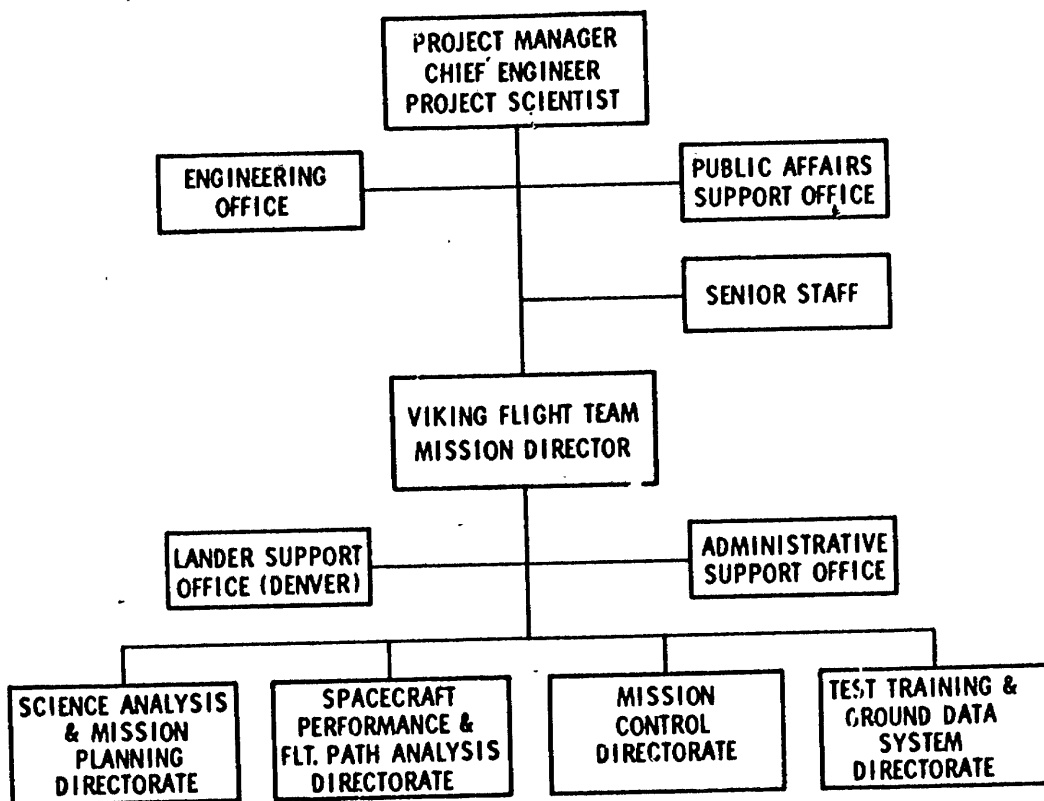 PROJECT MANAGER
CHIEF ENGINEER
PROJECT SCIENTIST
ENGINEERING
OFFICE
PUBLIC AFFAIRS
SUPPORT OFFICE
SENIOR STAFF
VIKING FLIGHT TEAM
MISSION DIRECTOR
LANDER SUPPORT
OFFICE (DENVER)
ADMINISTRATIVE
SUPPORT OFFICE
SCIENCE ANALYSIS
& MISSION
PLANNING
DIRECTORATE
SPACECRAFT
PERFORMANCE &
FLT. PATH ANALYSIS
DIRECTORATE
MISSION
CONTROL
DIRECTORATE
TEST TRAINING &
GROUND DATA
SYSTEM
DIRECTORATE